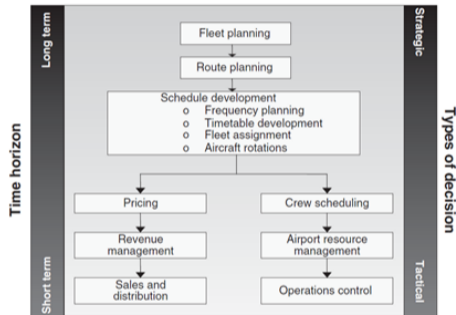 Time horizon
Long term
Short term
Fleet planning
Route planning
Schedule development
o Frequency planning
o Timetable development
o Fleet assignment
o Aircraft rotations
Pricing
Crew scheduling
Revenue
management
Airport resource
management
Sales and
distribution
Operations control
Strategic
Tactical
Types of decision